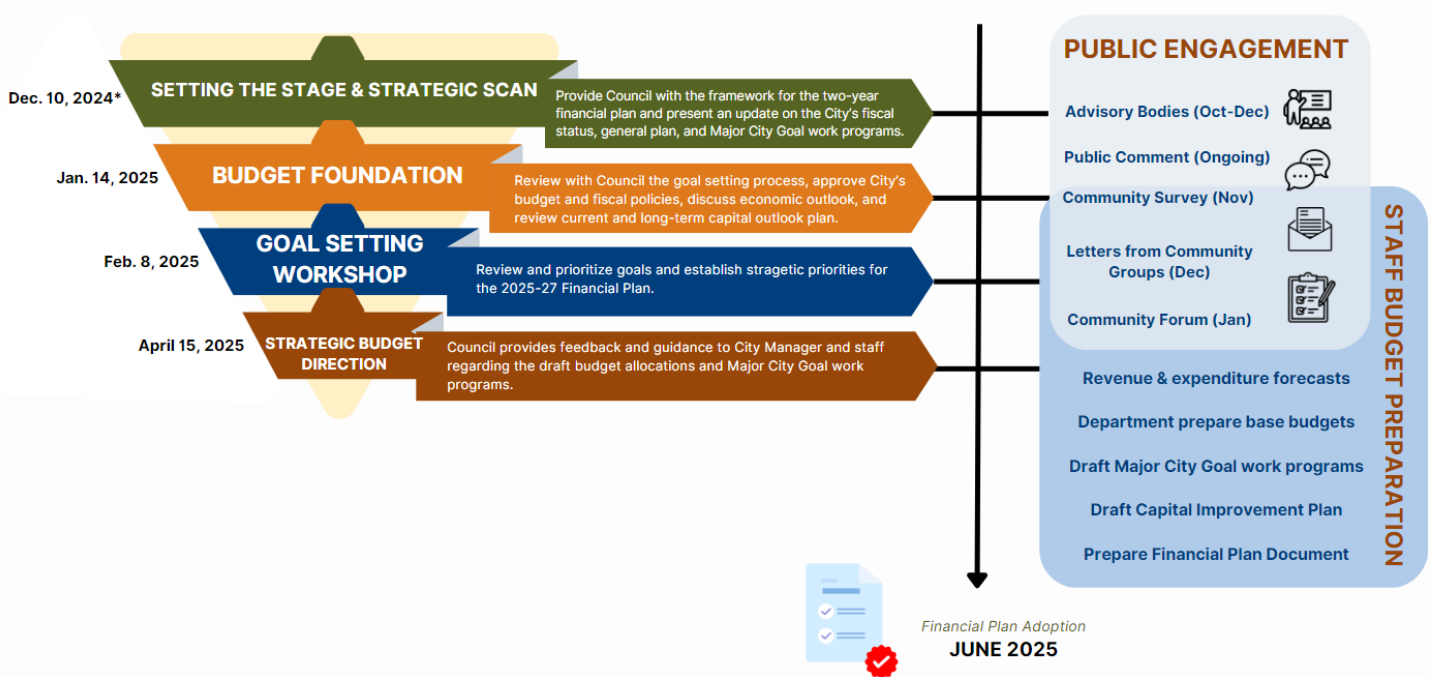 Dec. 10, 2024*
SETTING THE STAGE & STRATEGIC SCAN
Provide Council with the framework for the two-year
financial plan and present an update on the City's fiscal
status, general plan, and Major City Goal work programs.
Jan. 14, 2025
BUDGET FOUNDATION
Review with Council the goal setting process, approve City's
budget and fiscal policies, discuss economic outlook, and
review current and long-term capital outlook plan.
Feb. 8, 2025
GOAL SETTING
WORKSHOP
Review and prioritize goals and establish stragetic priorities for
the 2025-27 Financial Plan.
April 15, 2025
STRATEGIC BUDGET
DIRECTION
Council provides feedback and guidance to City Manager and staff
regarding the draft budget allocations and Major City Goal work
programs.
PUBLIC ENGAGEMENT
Advisory Bodies (Oct-Dec)
Public Comment (Ongoing)
Community Survey (Nov)
Letters from Community
Groups (Dec)
Community Forum (Jan)
STAFF BUDGET PREPARATION
Revenue & expenditure forecasts
Department prepare base budgets
Draft Major City Goal work programs
Draft Capital Improvement Plan
Prepare Financial Plan Document
Financial Plan Adoption
JUNE 2025